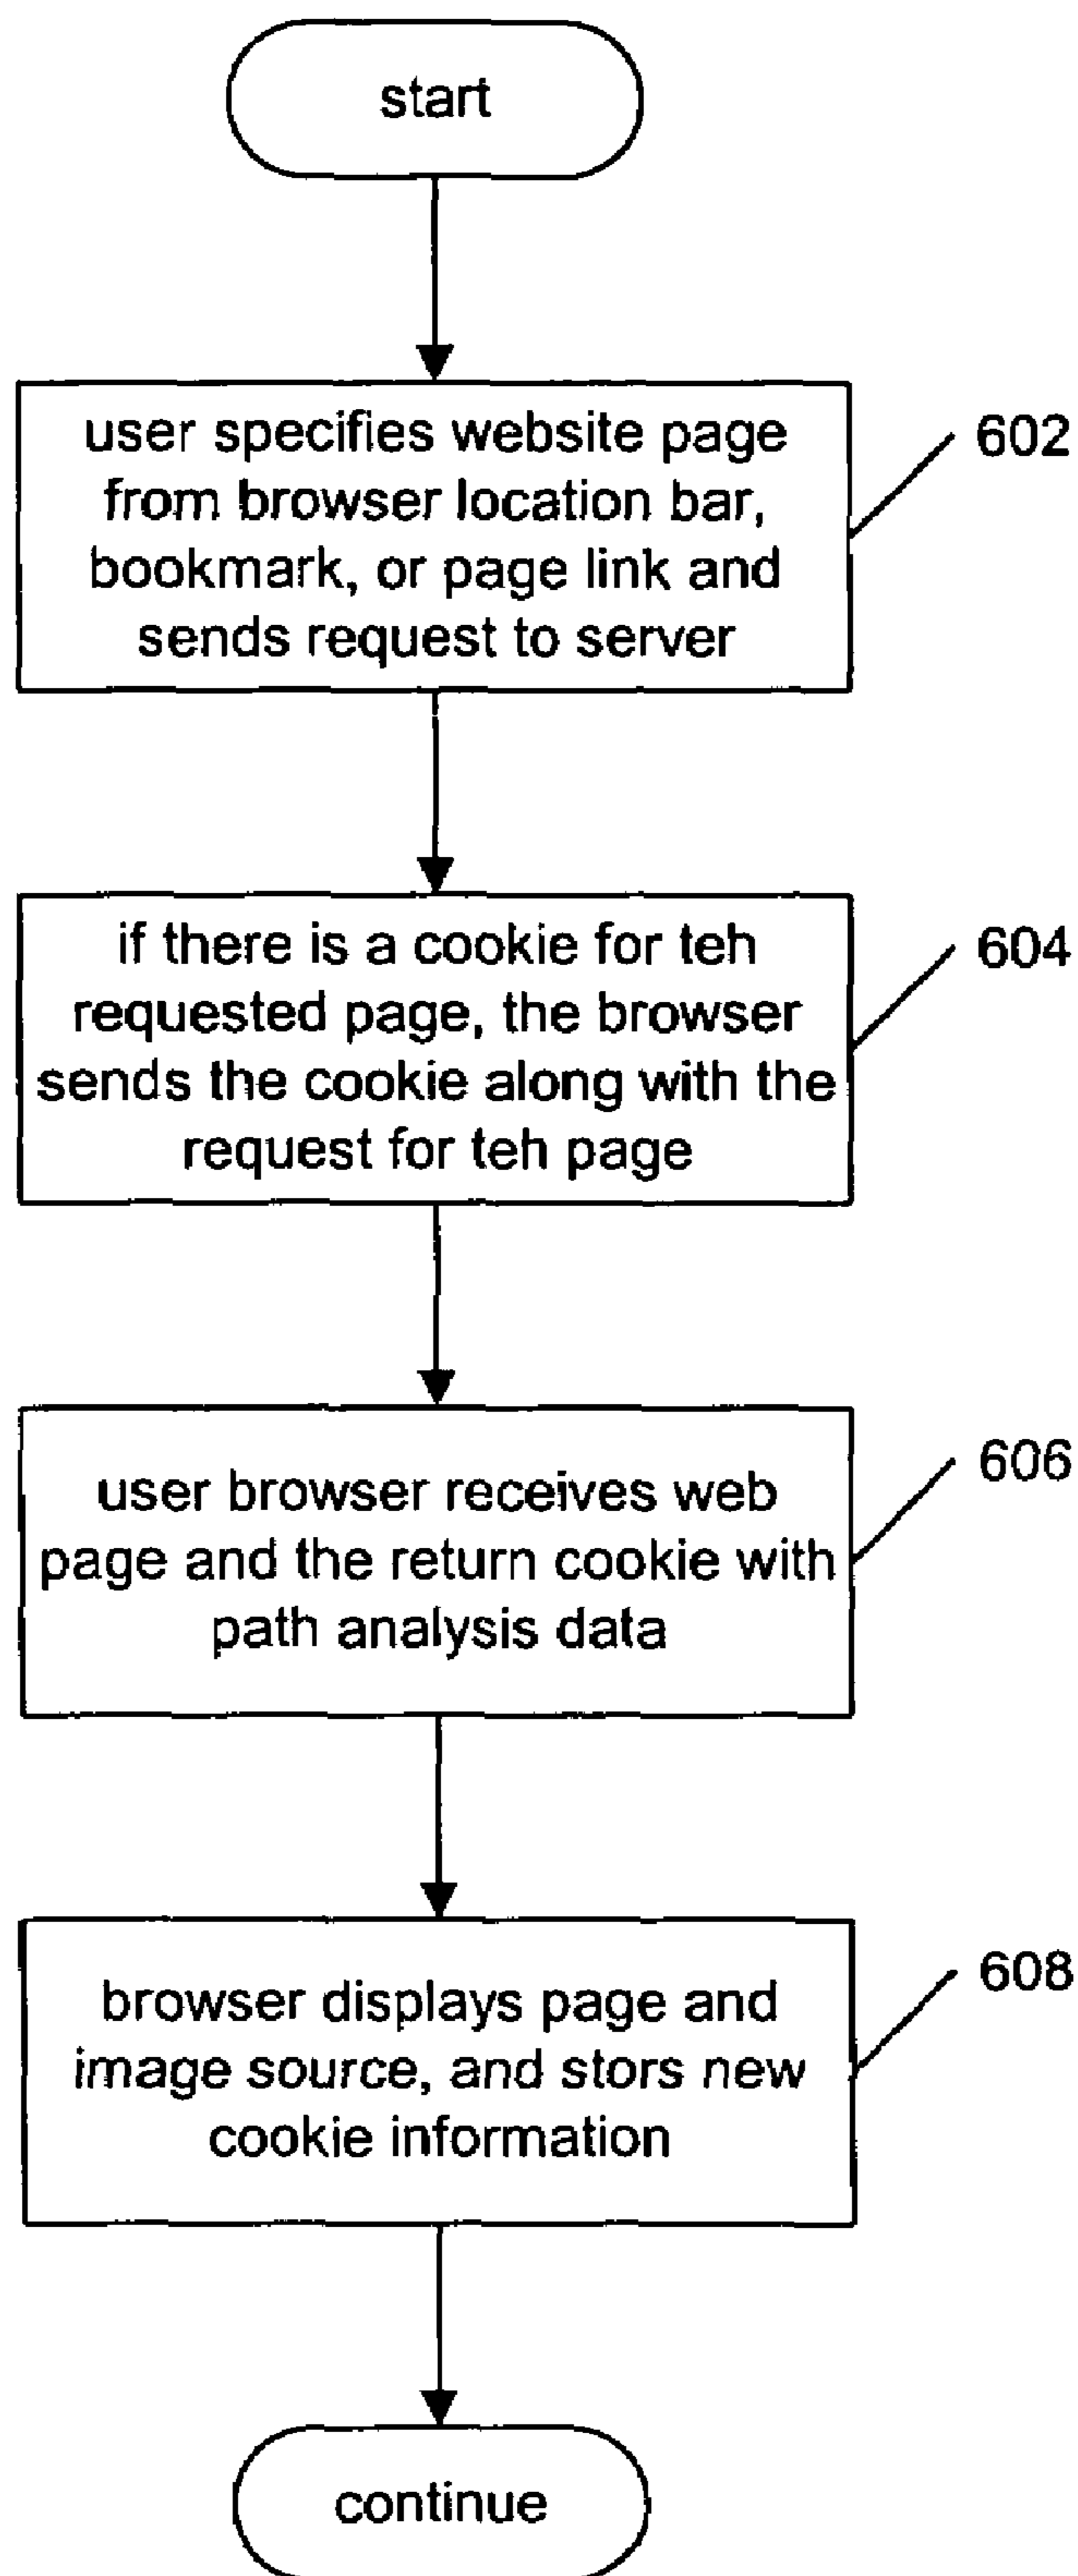 start
user specifies website page
from browser location bar,
bookmark, or page link and
sends request to server
602
if there is a cookie for teh
requested page, the browser
sends the cookie along with the
request for teh page
604
user browser receives web
page and the return cookie with
path analysis data
606
browser displays page and
image source, and stors new
cookie information
608
continue